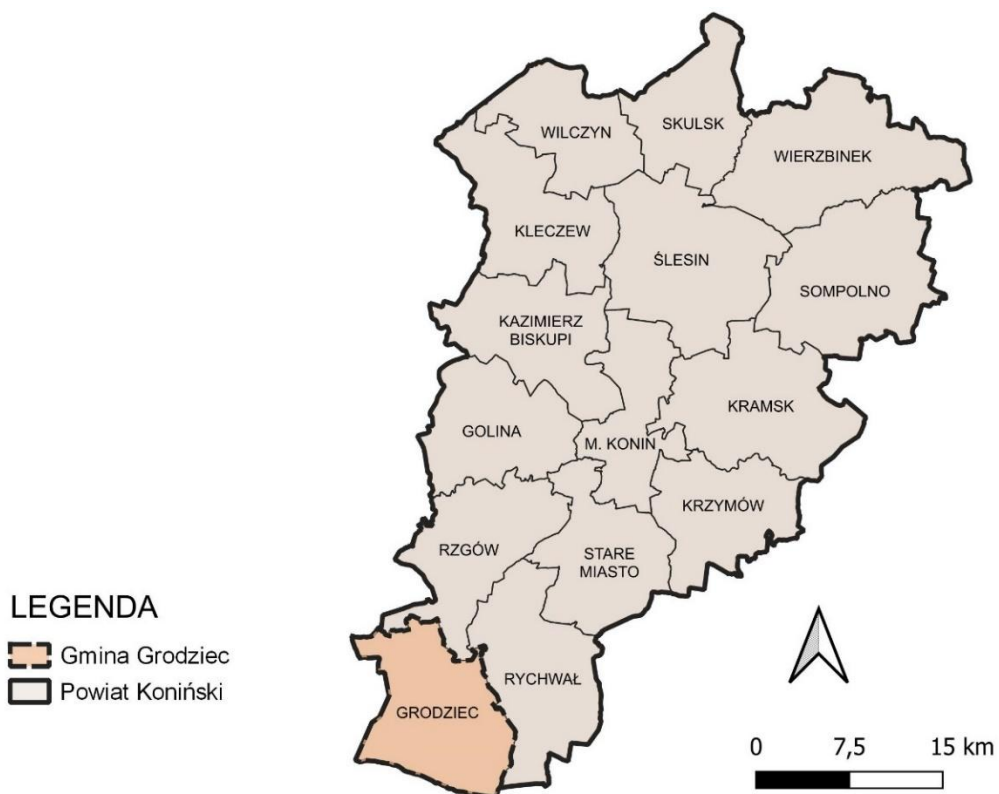 WILCZYN
SKULSK
WIERZBINEK
KLECZEW
ŚLESIN
SOMPOLNO
KAZIMIERZ
BISKUPI
KRAMSK
GOLINA
M. KONIN
KRZYMÓW
RZGÓW
STARE
MIASTO
LEGENDA
Gmina Grodziec
Powiat Koniński
RYCHWAŁ
GRODZIEC
0 7,5 15 km